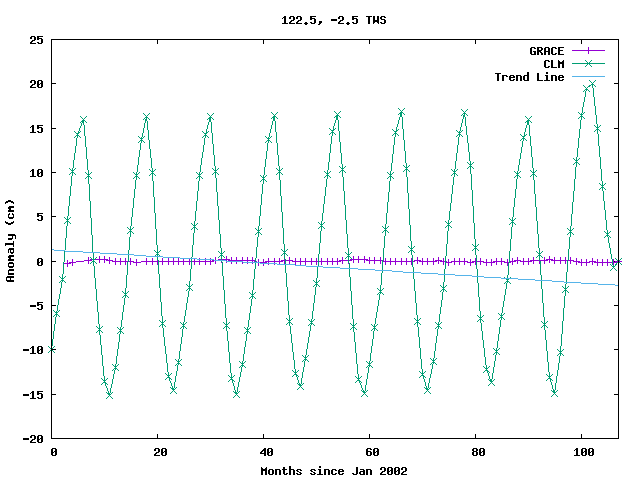 122.5, -2.5 TWS
GRACE
CLM
Trend Line
25
20
15
10
5
0
-5
-10
-15
-20
Anomaly (cm)
0 20 40 60 80 100
Months since Jan 2002